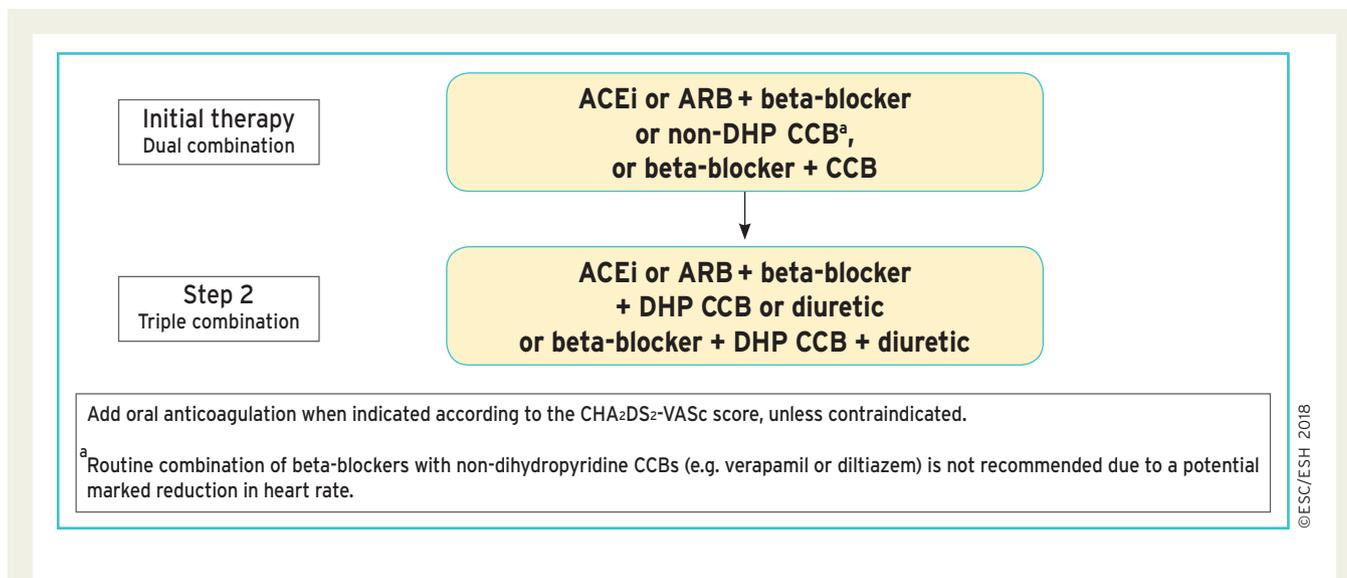 Initial therapy
Dual combination
ACEi or ARB + beta-blocker
or non-DHP CCBᵃ,
or beta-blocker + CCB
Step 2
Triple combination
ACEi or ARB + beta-blocker
+ DHP CCB or diuretic
or beta-blocker + DHP CCB + diuretic
Add oral anticoagulation when indicated according to the CHA₂DS₂-VASc score, unless contraindicated.
ᵃRoutine combination of beta-blockers with non-dihydropyridine CCBs (e.g. verapamil or diltiazem) is not recommended due to a potential
marked reduction in heart rate.
©ESC/ESH 2018